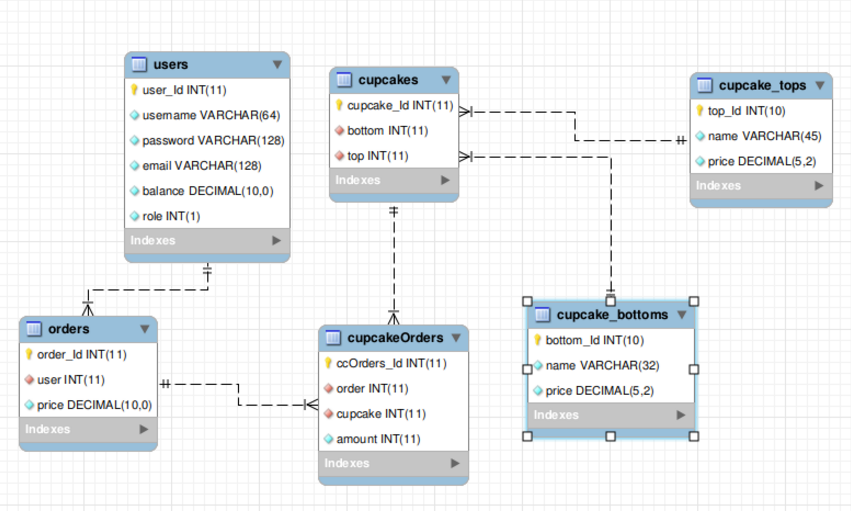 users
user_Id INT(11)
username VARCHAR(64)
password VARCHAR(128)
email VARCHAR(128)
balance DECIMAL(10,0)
role INT(1)
Indexes
cupcakes
cupcake_Id INT(11)
bottom INT(11)
top INT(11)
Indexes
cupcake_tops
top_Id INT(10)
name VARCHAR(45)
price DECIMAL(5,2)
Indexes
orders
order_Id INT(11)
user INT(11)
price DECIMAL(10,0)
Indexes
cupcakeOrders
ccOrders_Id INT(11)
order INT(11)
cupcake INT(11)
amount INT(11)
Indexes
cupcake_bottoms
bottom_Id INT(10)
name VARCHAR(32)
price DECIMAL(5,2)
Indexes